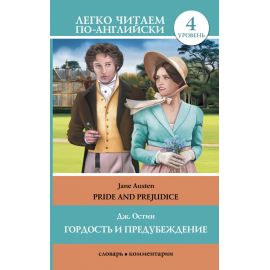 ЛЕГКО ЧИТАЕМ
ПО-АНГЛИЙСКИ
4
УРОВЕНЬ
Jane Austen
PRIDE AND PREJUDICE
Дж. Остин
ГОРДОСТЬ И ПРЕДУБЕЖДЕНИЕ
словарь • комментарии